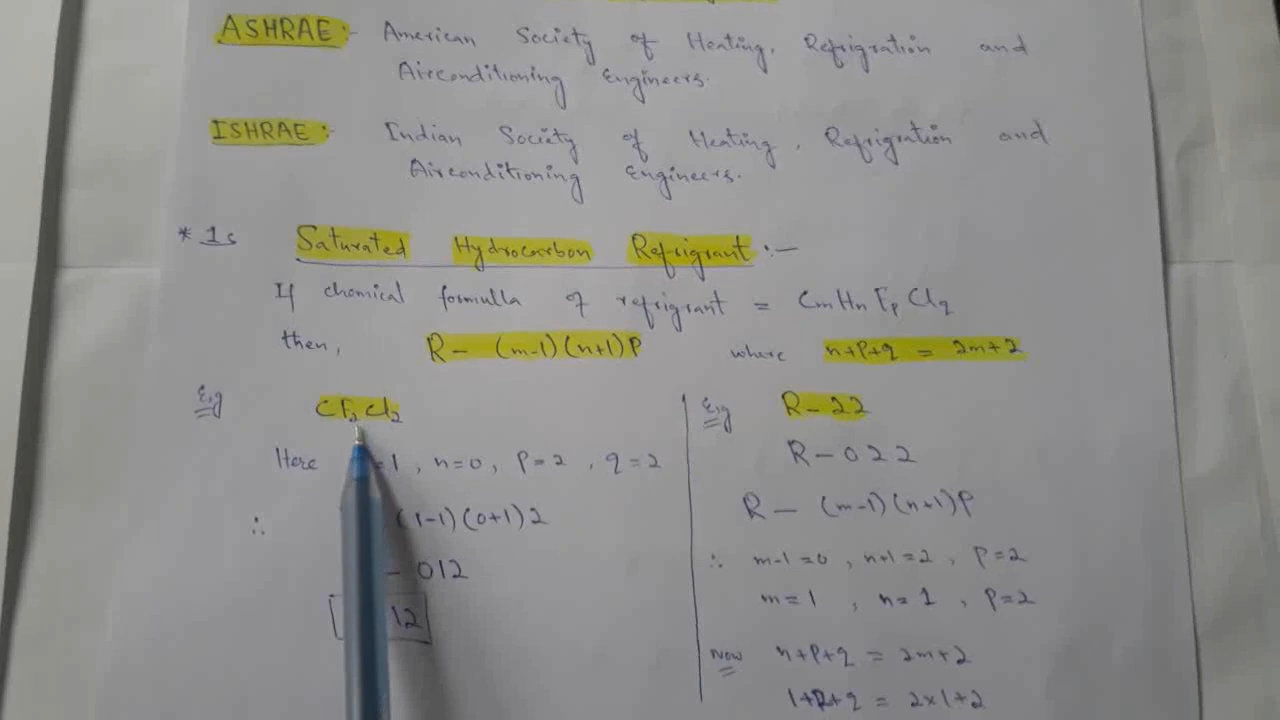 ASHRAE:- American Society of Heating, Refrigration and
Airconditioning Engineers.
ISHRAE:- Indian Society of Heating, Refrigration and
Airconditioning Engineers.
* 1s Saturated Hydrocarbon Refrigrant :-
If chemical formulla of refrigrant = CmHnFpClq
then, R - (m-1)(n+1)P where n+p+q = 2m+2
Eg CF₂Cl₂
Here =1, n=0, p=2, q=2
∴ (1-1)(0+1)2
- 012
12
Eg R-22
R-022
R - (m-1)(n+1)P
∴ m-1=0, n+1=2, p=2
m=1, n=1, p=2
Now n+p+q = 2m+2
1+2+q = 2×1+2